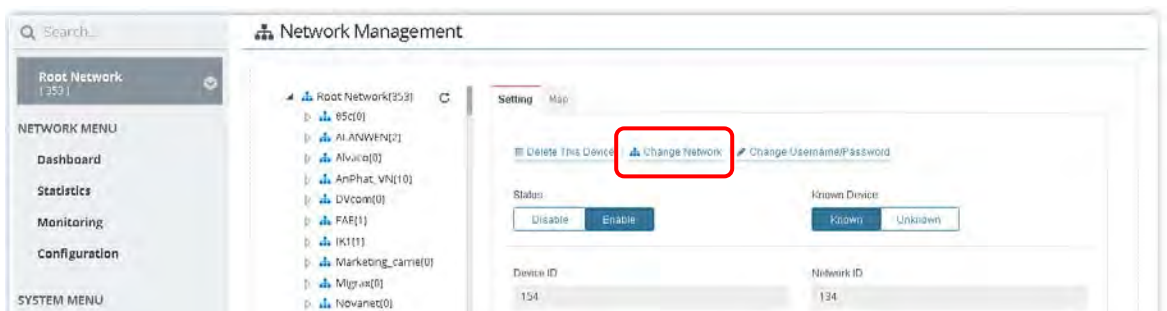 Search...
Network Management
Root Network
[353]
NETWORK MENU
Dashboard
Statistics
Monitoring
Configuration
SYSTEM MENU
Root Network[353]
85c[0]
ALANWEN[2]
Alvaco[0]
AnPhat_VN[10]
DVcom[0]
FAE[1]
IK1[1]
Marketing_carrie[0]
Migrax[0]
Novanet[0]
Setting Map
Delete This Device Change Network Change Username/Password
Status Known Device
Disable Enable Known Unknown
Device ID Network ID
154 134